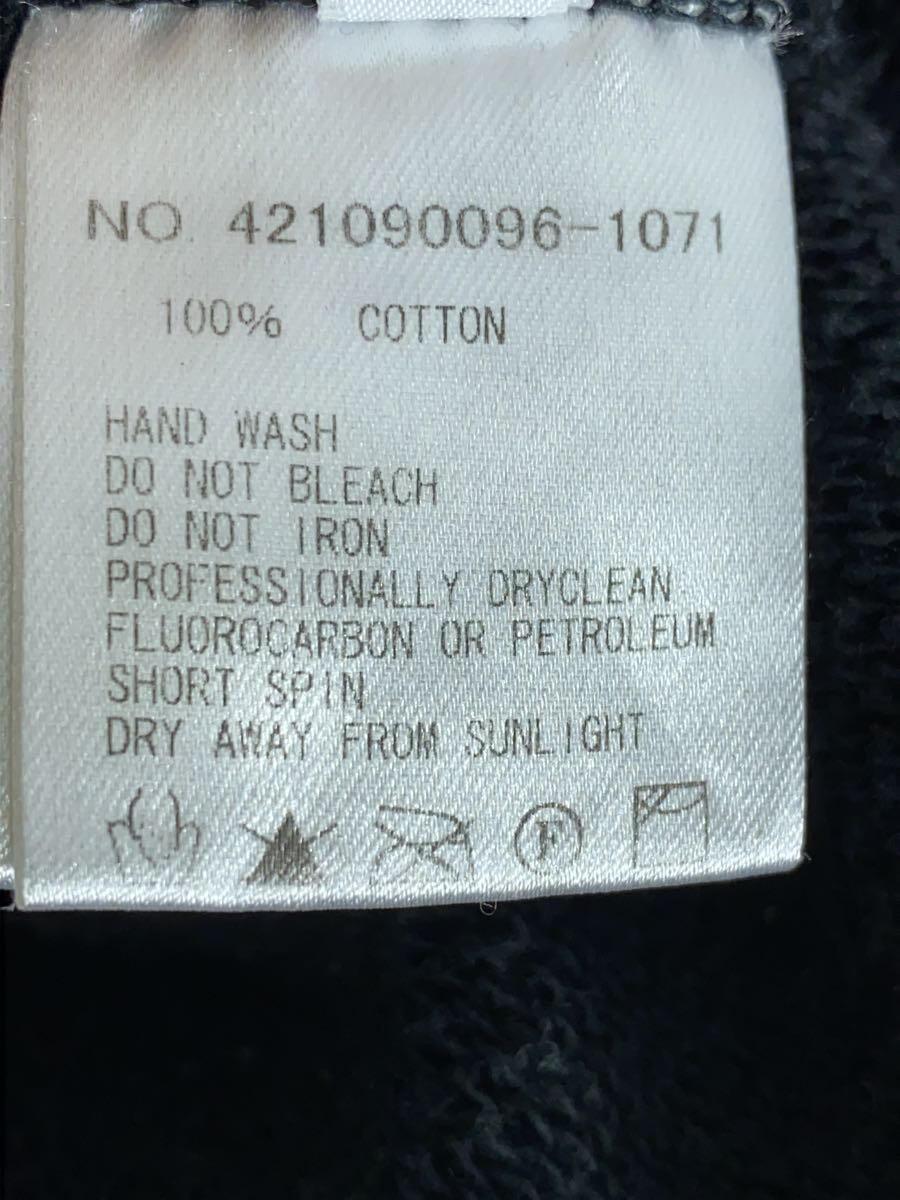 NO. 421090096-1071
100% COTTON
HAND WASH
DO NOT BLEACH
DO NOT IRON
PROFESSIONALLY DRYCLEAN
FLUOROCARBON OR PETROLEUM
SHORT SPIN
DRY AWAY FROM SUNLIGHT
F